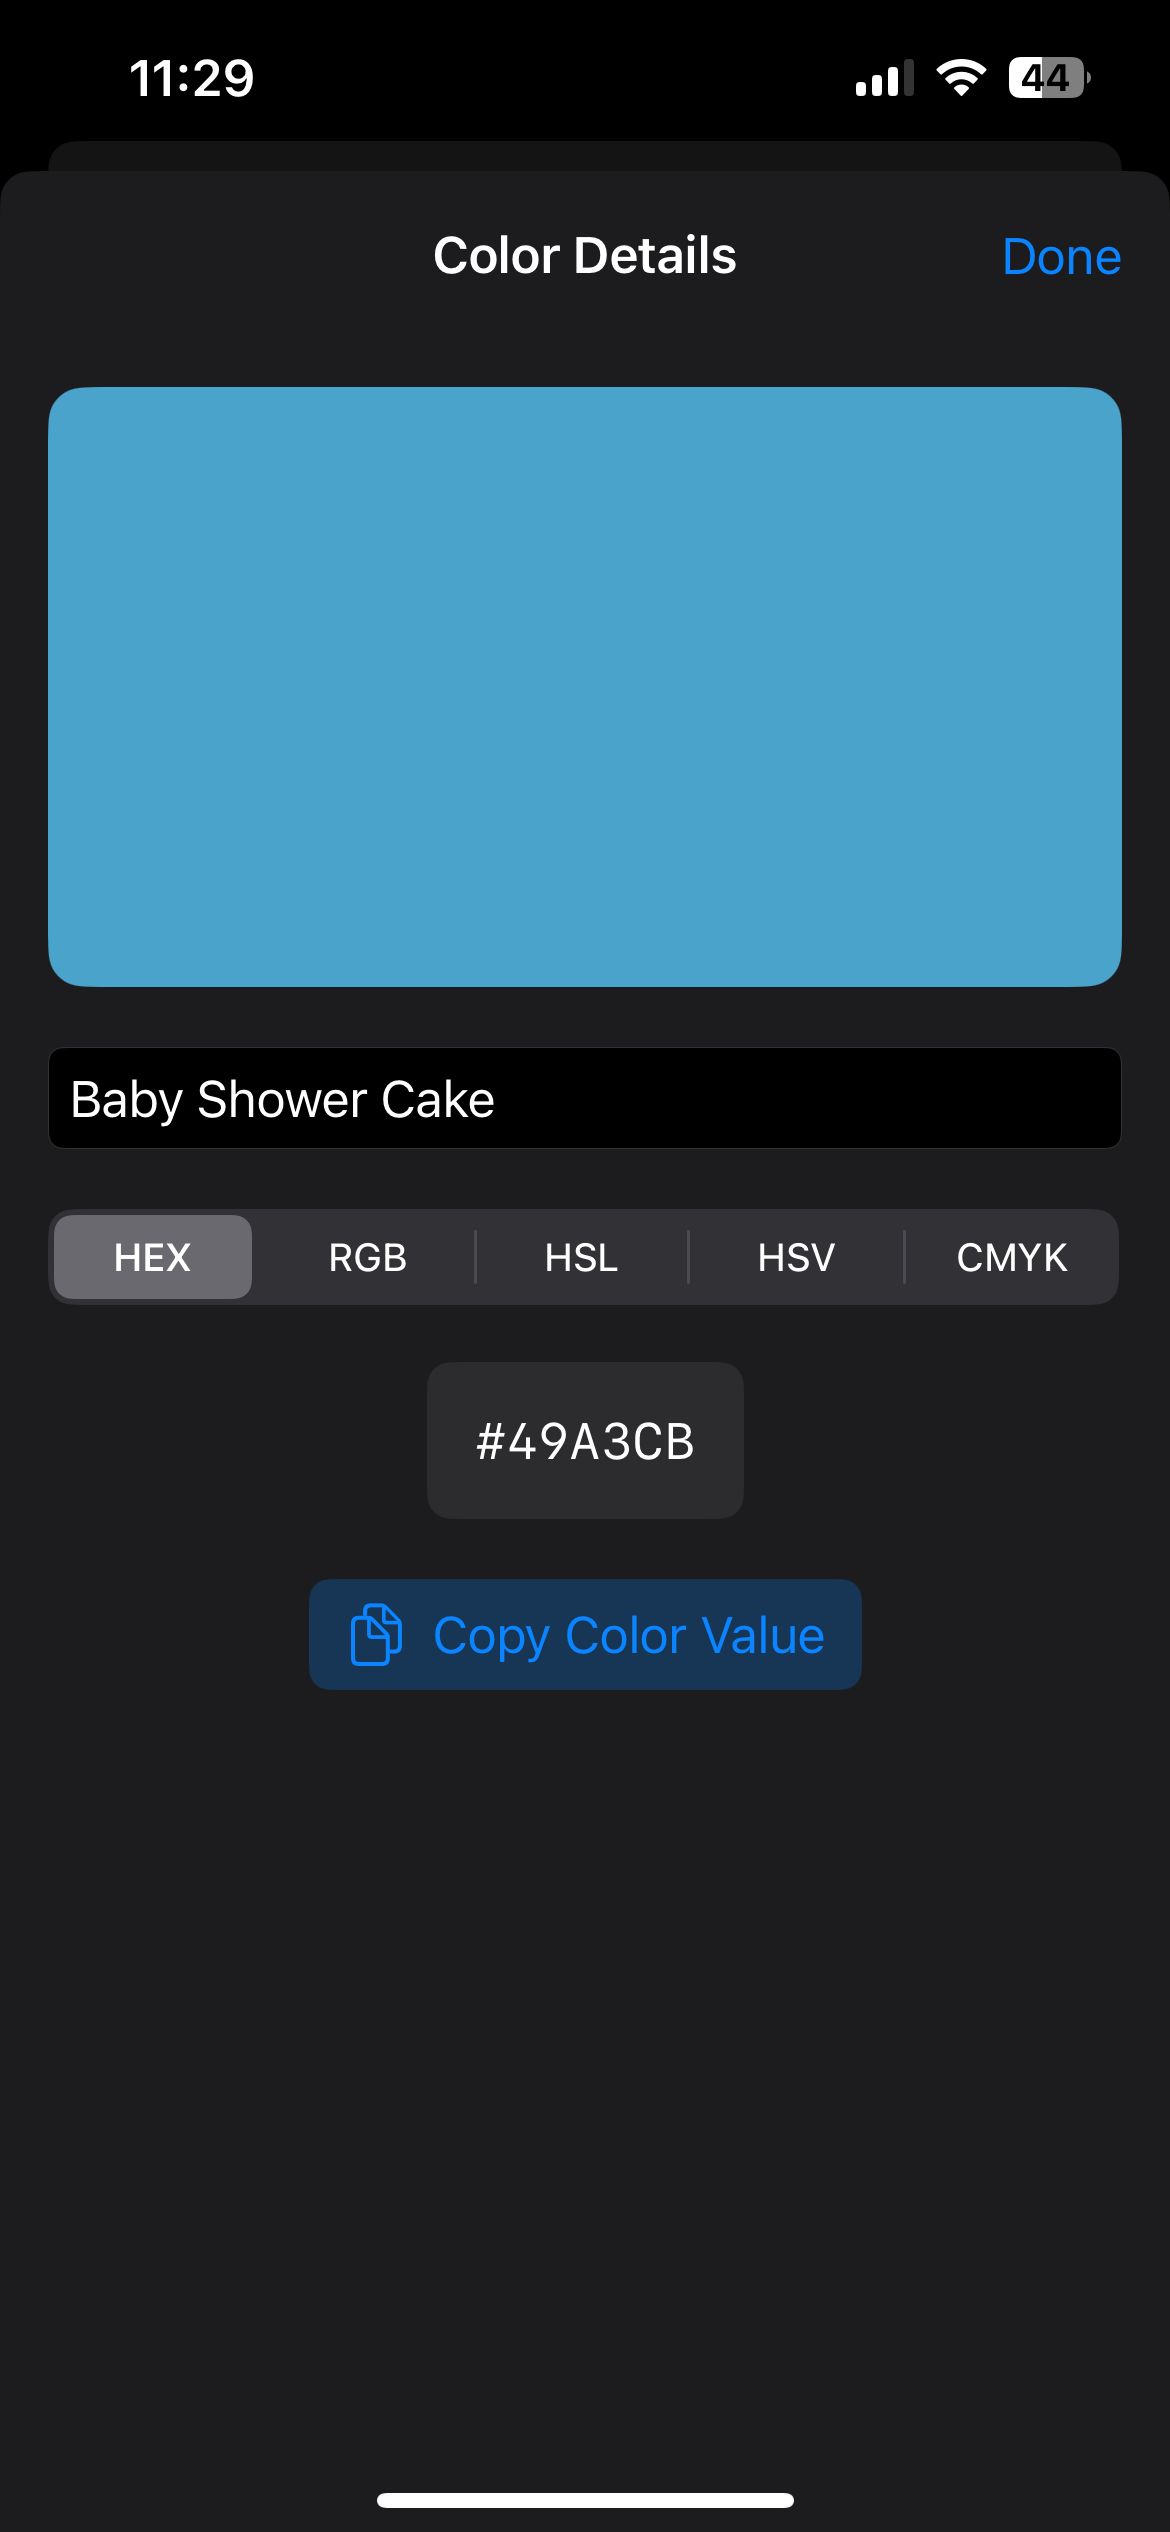 11:29
44
Color Details
Done
Baby Shower Cake
HEX RGB HSL HSV CMYK
#49A3CB
Copy Color Value